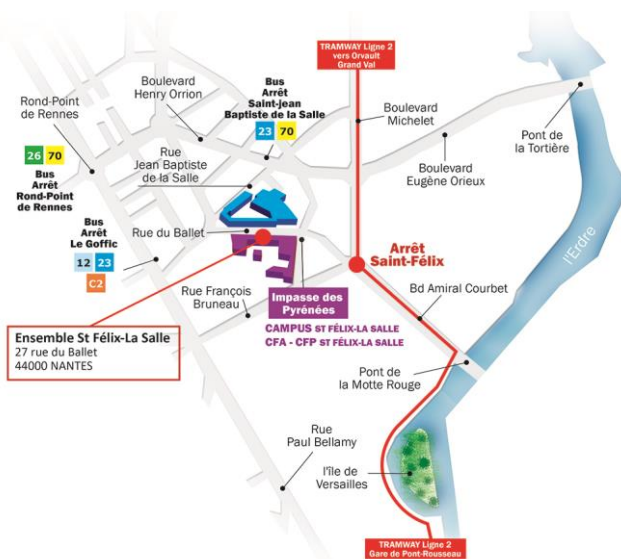 TRAMWAY Ligne 2
vers Orvault
Grand Val
Bus
Arrêt
Saint-jean
Baptiste de la Salle
23 70
Boulevard
Henry Orrion
Rond-Point
de Rennes
Boulevard
Michelet
Pont de
la Tortière
26 70
Bus
Arrêt
Rond-Point
de Rennes
Rue
Jean Baptiste
de la Salle
Boulevard
Eugène Orieux
Bus
Arrêt
Le Goffic
12 23
C2
Rue du Ballet
Arrêt
Saint-Félix
l'Erdre
Rue François
Bruneau
Impasse des
Pyrénées
Bd Amiral Courbet
CAMPUS ST FÉLIX-LA SALLE
CFA - CFP ST FÉLIX-LA SALLE
Ensemble St Félix-La Salle
27 rue du Ballet
44000 NANTES
Pont de
la Motte Rouge
Rue
Paul Bellamy
l'île de
Versailles
TRAMWAY Ligne 2
Gare de Pont-Rousseau